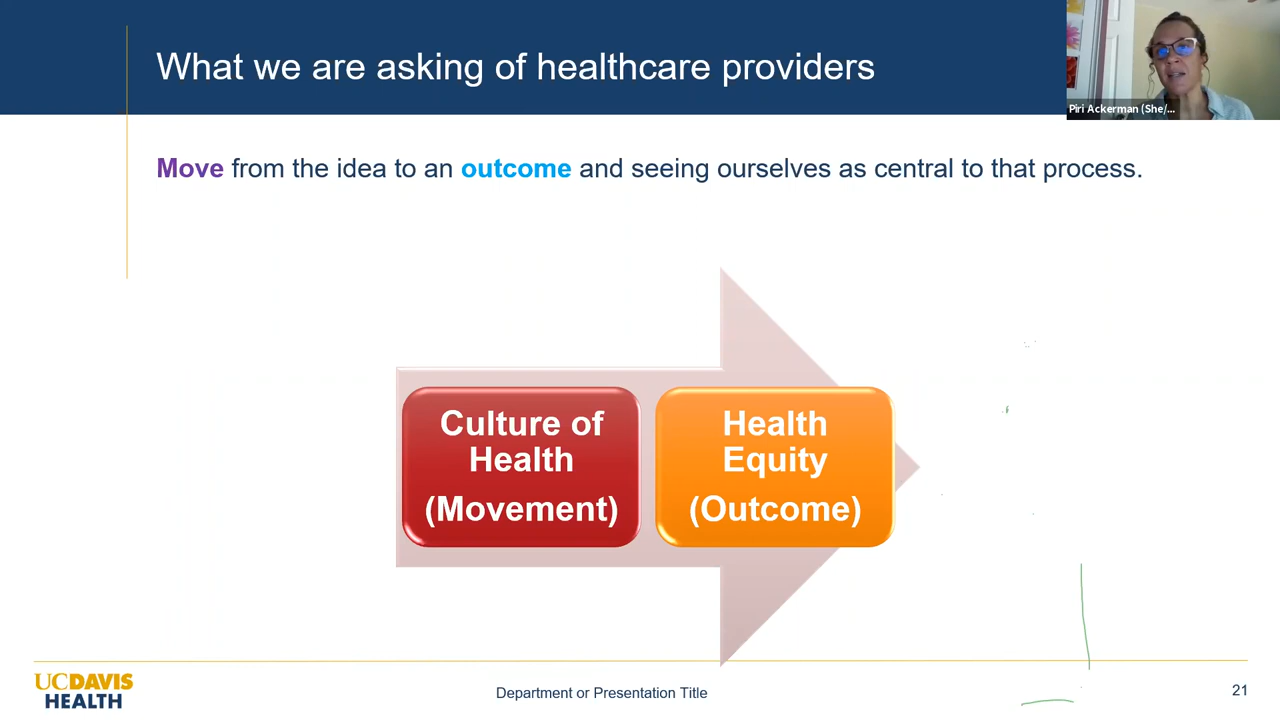 What we are asking of healthcare providers
Piri Ackerman (She/...
Move from the idea to an outcome and seeing ourselves as central to that process.
Culture of
Health
(Movement)
Health
Equity
(Outcome)
UCDAVIS
HEALTH
Department or Presentation Title
21